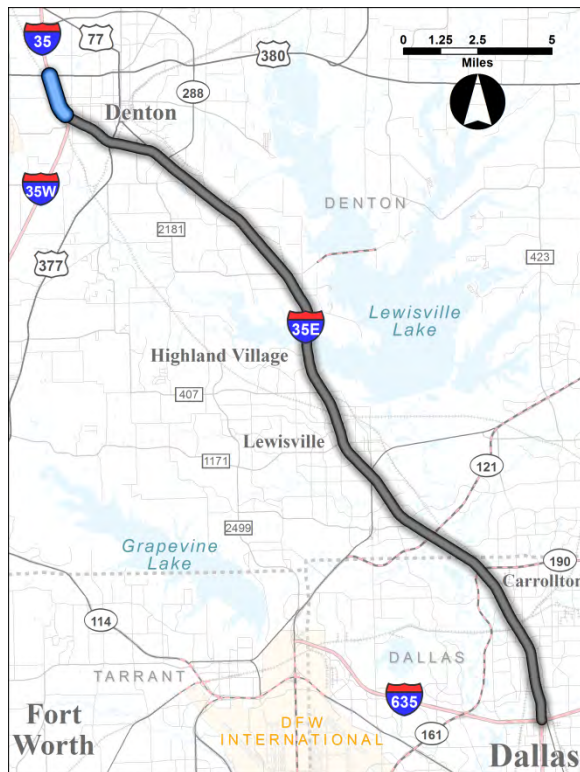 35
77
380
0 1.25 2.5 5
Miles
288
Denton
35W
DENTON
2181
377
423
Lewisville
Lake
35E
Highland Village
407
Lewisville
121
1171
2499
Grapevine
Lake
190
Carrollton
114
DALLAS
TARRANT
635
Fort
Worth
DFW
INTERNATIONAL
161
Dallas